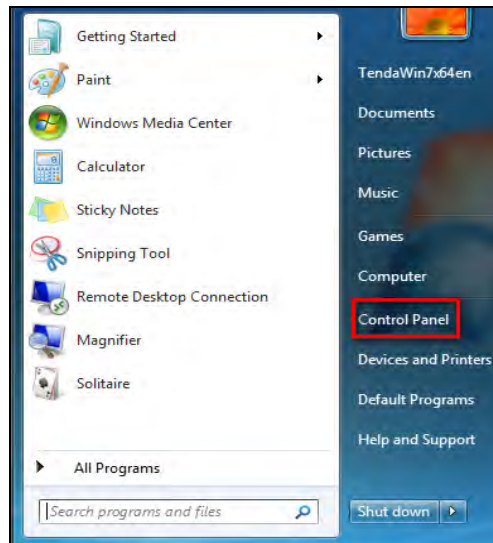 Getting Started
Paint
Windows Media Center
Calculator
Sticky Notes
Snipping Tool
Remote Desktop Connection
Magnifier
Solitaire
All Programs
Search programs and files
TendaWin7x64en
Documents
Pictures
Music
Games
Computer
Control Panel
Devices and Printers
Default Programs
Help and Support
Shut down